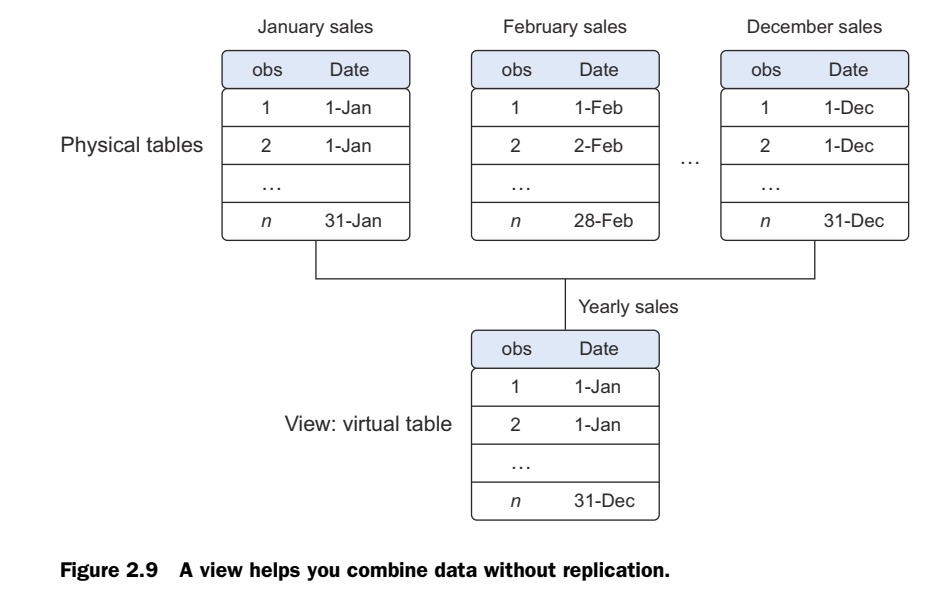 January sales
February sales
December sales
obs Date
obs Date
obs Date
1 1-Jan
1 1-Feb
1 1-Dec
Physical tables
2 1-Jan
2 2-Feb
...
2 1-Dec
…
…
…
n 31-Jan
n 28-Feb
n 31-Dec
Yearly sales
obs Date
1 1-Jan
View: virtual table
2 1-Jan
…
n 31-Dec
Figure 2.9 A view helps you combine data without replication.